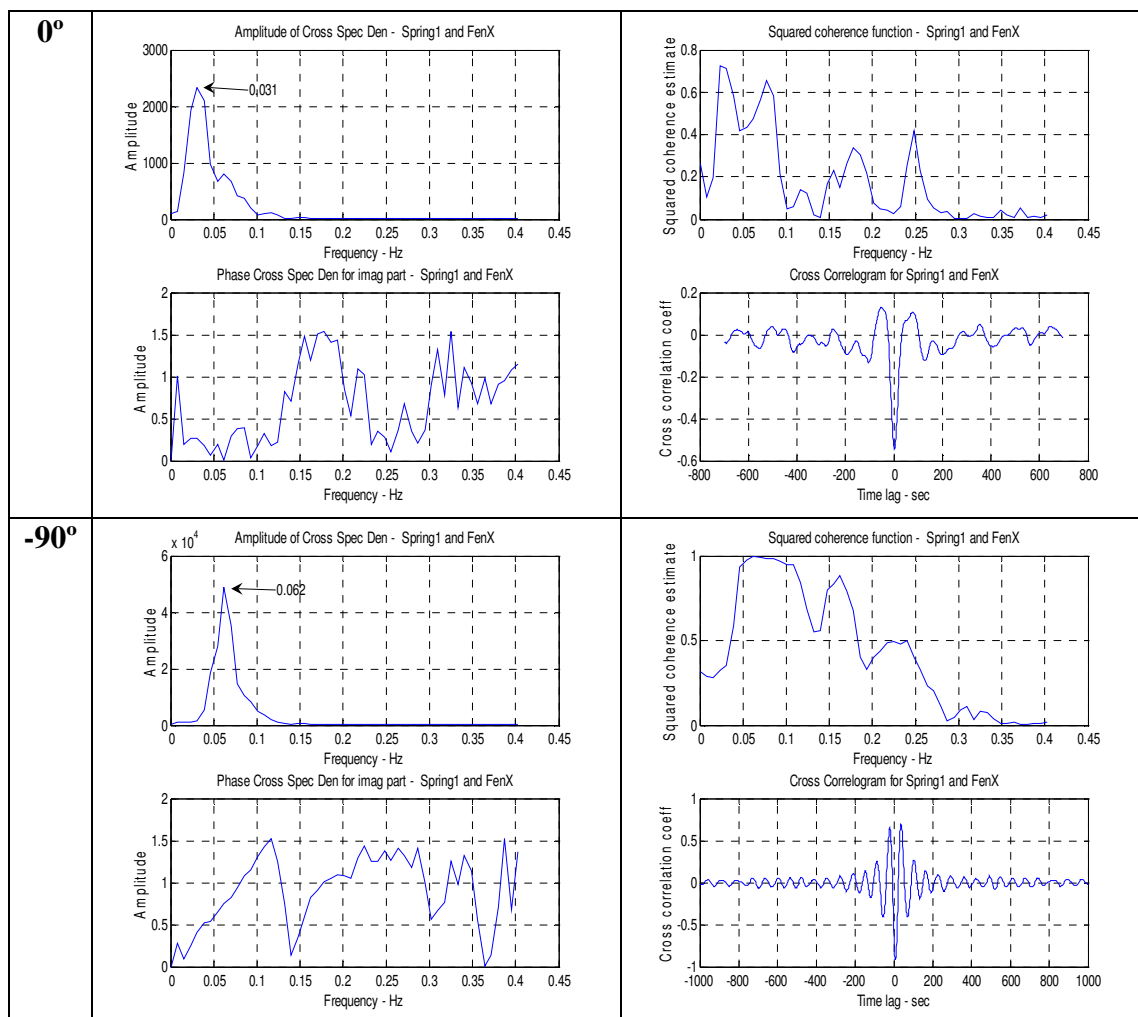 0º
Amplitude of Cross Spec Den - Spring1 and FenX
3000
2000
1000
0
Amplitude
0.031
0 0.05 0.1 0.15 0.2 0.25 0.3 0.35 0.4 0.45
Frequency - Hz
Phase Cross Spec Den for imag part - Spring1 and FenX
2
1.5
1
0.5
0
Amplitude
0 0.05 0.1 0.15 0.2 0.25 0.3 0.35 0.4 0.45
Frequency - Hz
Squared coherence function - Spring1 and FenX
0.8
0.6
0.4
0.2
0
Squared coherence estimate
0 0.05 0.1 0.15 0.2 0.25 0.3 0.35 0.4 0.45
Frequency - Hz
Cross Correlogram for Spring1 and FenX
0.2
0
-0.2
-0.4
-0.6
Cross correlation coeff
-800 -600 -400 -200 0 200 400 600 800
Time lag - sec
-90º
Amplitude of Cross Spec Den - Spring1 and FenX
x 10^4
6
4
2
0
Amplitude
0.062
0 0.05 0.1 0.15 0.2 0.25 0.3 0.35 0.4 0.45
Frequency - Hz
Phase Cross Spec Den for imag part - Spring1 and FenX
2
1.5
1
0.5
0
Amplitude
0 0.05 0.1 0.15 0.2 0.25 0.3 0.35 0.4 0.45
Frequency - Hz
Squared coherence function - Spring1 and FenX
1
0.5
0
Squared coherence estimate
0 0.05 0.1 0.15 0.2 0.25 0.3 0.35 0.4 0.45
Frequency - Hz
Cross Correlogram for Spring1 and FenX
1
0.5
0
-0.5
-1
Cross correlation coeff
-1000 -800 -600 -400 -200 0 200 400 600 800 1000
Time lag - sec